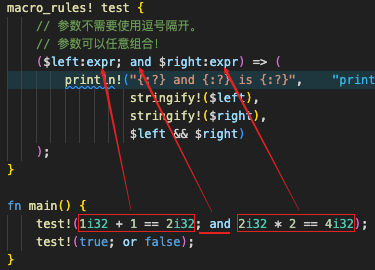 macro_rules! test {
// 参数不需要使用逗号隔开。
// 参数可以任意组合!
($left:expr; and $right:expr) => (
println!("{:?} and {:?} is {:?}", "print
stringify!($left),
stringify!($right),
$left && $right)
);
}
fn main() {
test!(1i32 + 1 == 2i32; and 2i32 * 2 == 4i32);
test!(true; or false);
}